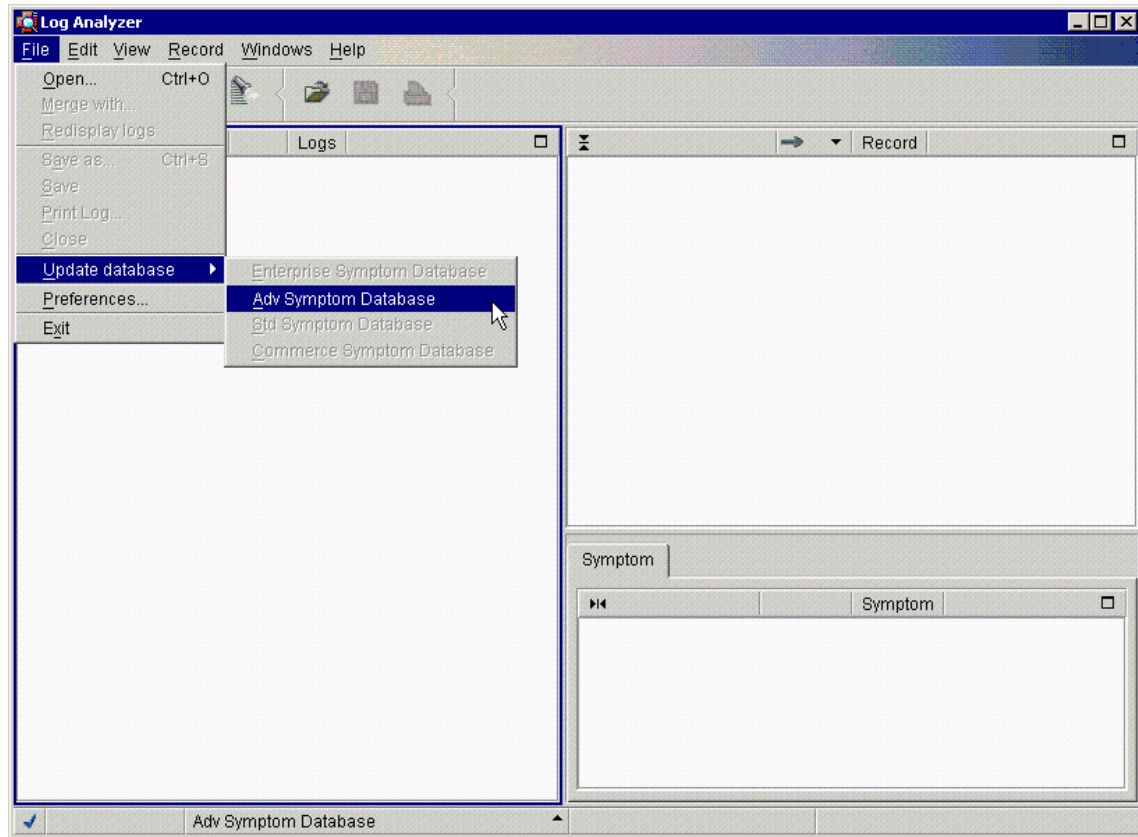 Log Analyzer
File Edit View Record Windows Help
Open... Ctrl+O
Merge with...
Redisplay logs
Save as... Ctrl+S
Save
Print Log...
Close
Update database
Preferences...
Exit
Enterprise Symptom Database
Adv Symptom Database
Std Symptom Database
Commerce Symptom Database
Logs
Record
Symptom
Symptom
Adv Symptom Database